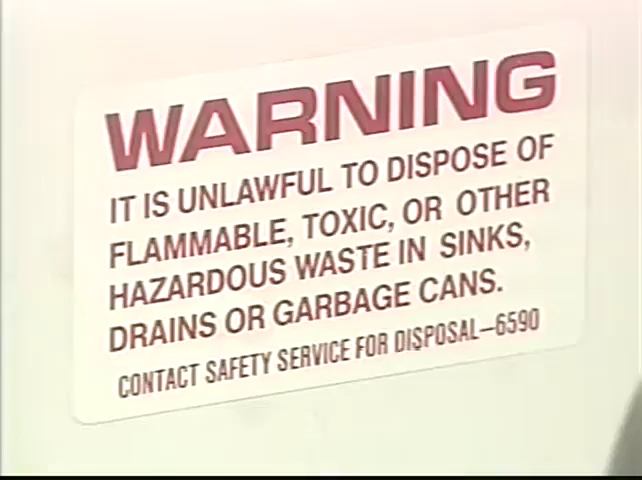 WARNING
IT IS UNLAWFUL TO DISPOSE OF
FLAMMABLE, TOXIC, OR OTHER
HAZARDOUS WASTE IN SINKS,
DRAINS OR GARBAGE CANS.
CONTACT SAFETY SERVICE FOR DISPOSAL–6590